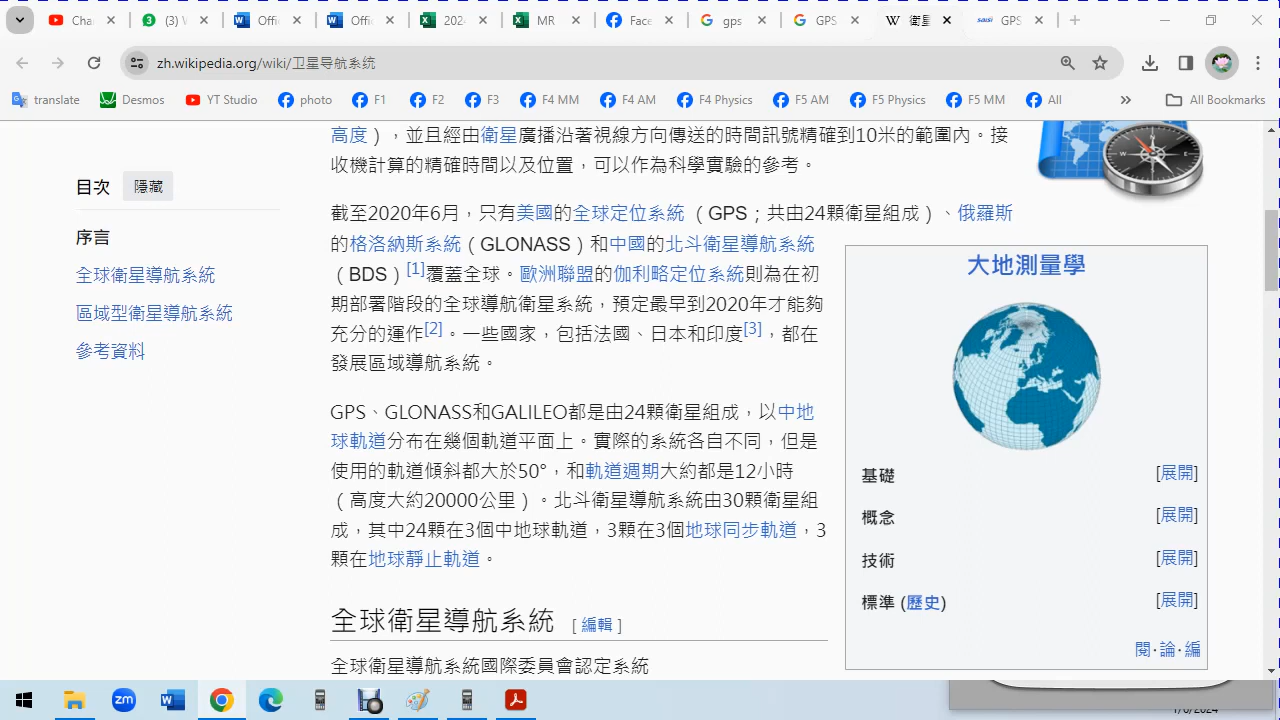 Cha
(3) W
Offi
Offi
202
MR
Face
gps
GPS
衛星
GPS
zh.wikipedia.org/wiki/卫星导航系统
translate
Desmos
YT Studio
photo
F1
F2
F3
F4 MM
F4 AM
F4 Physics
F5 AM
F5 Physics
F5 MM
All
All Bookmarks
目次 隱藏
序言
全球衛星導航系統
區域型衛星導航系統
參考資料
高度），並且經由衛星廣播沿著視線方向傳送的時間訊號精確到10米的範圍內。接
收機計算的精確時間以及位置，可以作為科學實驗的參考。
截至2020年6月，只有美國的全球定位系統（GPS；共由24顆衛星組成）、俄羅斯
的格洛納斯系統（GLONASS）和中國的北斗衛星導航系統
（BDS）[1]覆蓋全球。歐洲聯盟的伽利略定位系統則為在初
期部署階段的全球導航衛星系統，預定最早到2020年才能夠
充分的運作[2]。一些國家，包括法國、日本和印度[3]，都在
發展區域導航系統。
GPS、GLONASS和GALILEO都是由24顆衛星組成，以中地
球軌道分布在幾個軌道平面上。實際的系統各自不同，但是
使用的軌道傾斜都大於50°，和軌道週期大約都是12小時
（高度大約20000公里）。北斗衛星導航系統由30顆衛星組
成，其中24顆在3個中地球軌道，3顆在3個地球同步軌道，3
顆在地球靜止軌道。
全球衛星導航系統 [編輯]
全球衛星導航系統國際委員會認定系統
大地測量學
基礎 [展開]
概念 [展開]
技術 [展開]
標準 (歷史) [展開]
閱·論·編
zm